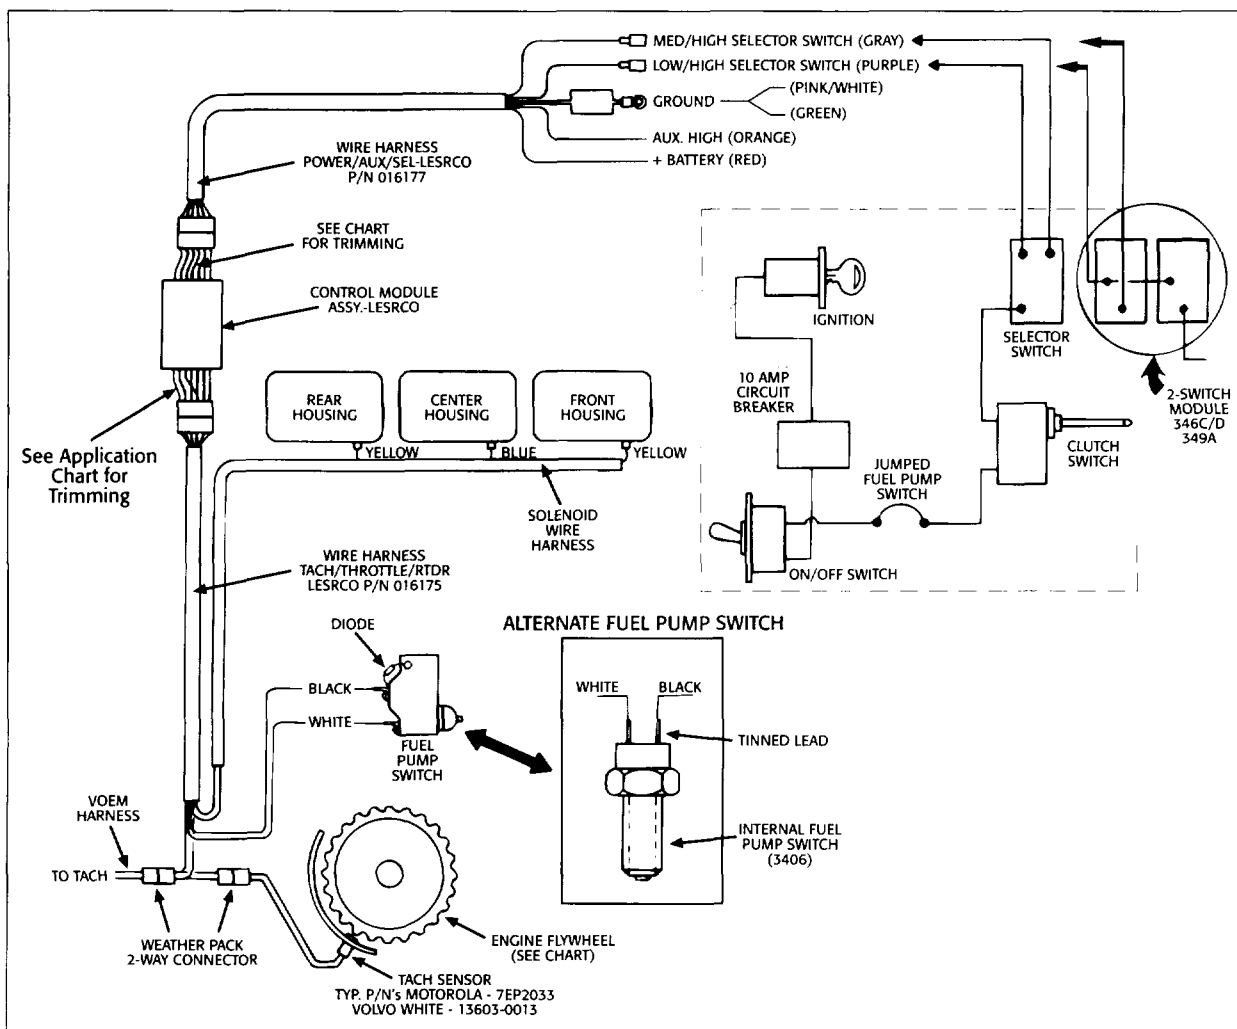 MED/HIGH SELECTOR SWITCH (GRAY)
LOW/HIGH SELECTOR SWITCH (PURPLE)
GROUND
(PINK/WHITE)
(GREEN)
AUX. HIGH (ORANGE)
+ BATTERY (RED)
WIRE HARNESS
POWER/AUX/SEL-LESRCO
P/N 016177
SEE CHART
FOR TRIMMING
CONTROL MODULE
ASSY.-LESRCO
IGNITION
SELECTOR
SWITCH
2-SWITCH
MODULE
346C/D
349A
10 AMP
CIRCUIT
BREAKER
CLUTCH
SWITCH
JUMPED
FUEL PUMP
SWITCH
ON/OFF SWITCH
REAR
HOUSING
CENTER
HOUSING
FRONT
HOUSING
YELLOW
BLUE
YELLOW
See Application
Chart for
Trimming
SOLENOID
WIRE
HARNESS
WIRE HARNESS
TACH/THROTTLE/RTDR
LESRCO P/N 016175
DIODE
BLACK
WHITE
FUEL
PUMP
SWITCH
ALTERNATE FUEL PUMP SWITCH
WHITE
BLACK
TINNED LEAD
INTERNAL FUEL
PUMP SWITCH
(3406)
VOEM
HARNESS
TO TACH
WEATHER PACK
2-WAY CONNECTOR
ENGINE FLYWHEEL
(SEE CHART)
TACH SENSOR
TYP. P/N's MOTOROLA - 7EP2033
VOLVO WHITE - 13603-0013